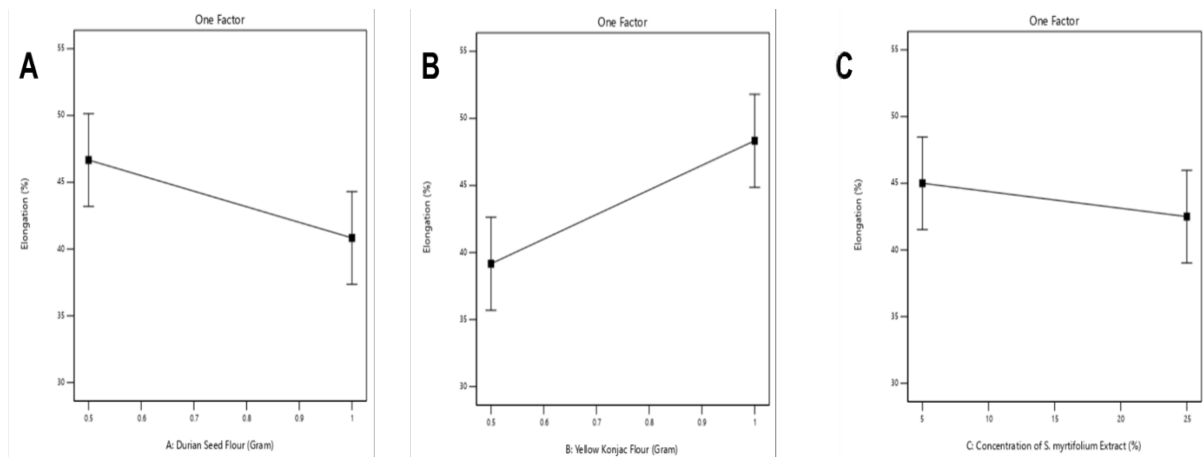 One Factor
A
55
50
45
40
35
30
Elongation (%)
0.5 0.6 0.7 0.8 0.9 1
A: Durian Seed Flour (Gram)
One Factor
B
55
50
45
40
35
30
Elongation (%)
0.5 0.6 0.7 0.8 0.9 1
B: Yellow Konjac Flour (Gram)
One Factor
C
55
50
45
40
35
30
Elongation (%)
5 10 15 20 25
C: Concentration of S. myrtifolium Extract (%)